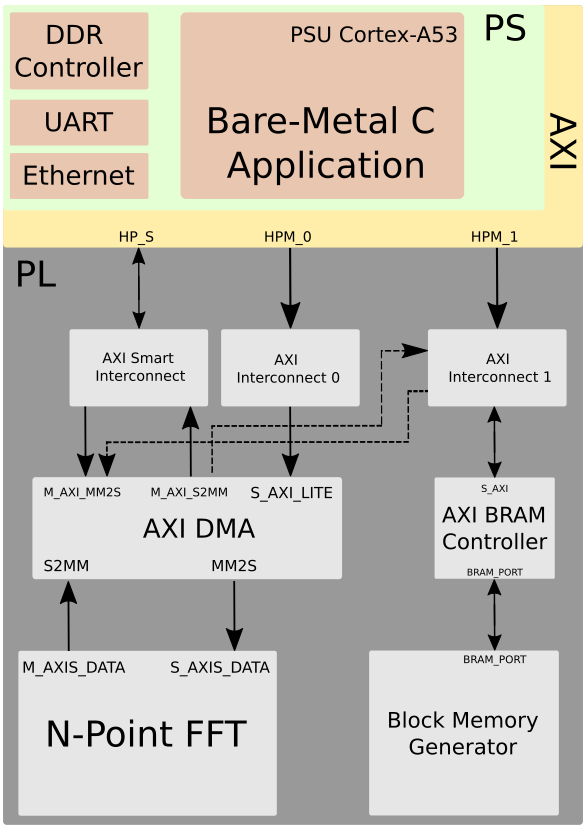 DDR
Controller
UART
Ethernet
PSU Cortex-A53
Bare-Metal C
Application
PS
AXI
HP_S
HPM_0
HPM_1
PL
AXI Smart
Interconnect
AXI
Interconnect 0
AXI
Interconnect 1
M_AXI_MM2S
M_AXI_S2MM
S_AXI_LITE
AXI DMA
S2MM
MM2S
S_AXI
AXI BRAM
Controller
BRAM_PORT
M_AXIS_DATA
S_AXIS_DATA
N-Point FFT
BRAM_PORT
Block Memory
Generator